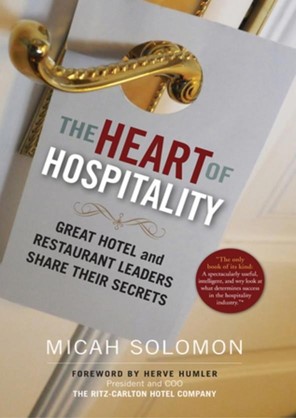 THE HEART OF
HOSPITALITY
GREAT HOTEL and
RESTAURANT LEADERS
SHARE THEIR SECRETS
"The only
book of its kind.
A spectacularly useful,
intelligent, and wry look at
what determines success
in the hospitality
industry."
MICAH SOLOMON
FOREWORD BY HERVE HUMLER
President and COO
THE RITZ-CARLTON HOTEL COMPANY